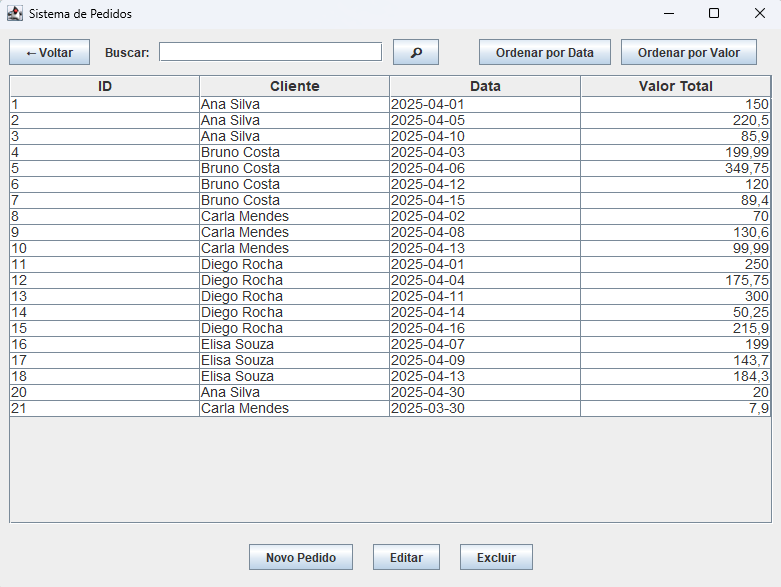 Sistema de Pedidos
←Voltar Buscar: Ordenar por Data Ordenar por Valor
ID Cliente Data Valor Total
1 Ana Silva 2025-04-01 150
2 Ana Silva 2025-04-05 220,5
3 Ana Silva 2025-04-10 85,9
4 Bruno Costa 2025-04-03 199,99
5 Bruno Costa 2025-04-06 349,75
6 Bruno Costa 2025-04-12 120
7 Bruno Costa 2025-04-15 89,4
8 Carla Mendes 2025-04-02 70
9 Carla Mendes 2025-04-08 130,6
10 Carla Mendes 2025-04-13 99,99
11 Diego Rocha 2025-04-01 250
12 Diego Rocha 2025-04-04 175,75
13 Diego Rocha 2025-04-11 300
14 Diego Rocha 2025-04-14 50,25
15 Diego Rocha 2025-04-16 215,9
16 Elisa Souza 2025-04-07 199
17 Elisa Souza 2025-04-09 143,7
18 Elisa Souza 2025-04-13 184,3
20 Ana Silva 2025-04-30 20
21 Carla Mendes 2025-03-30 7,9
Novo Pedido Editar Excluir